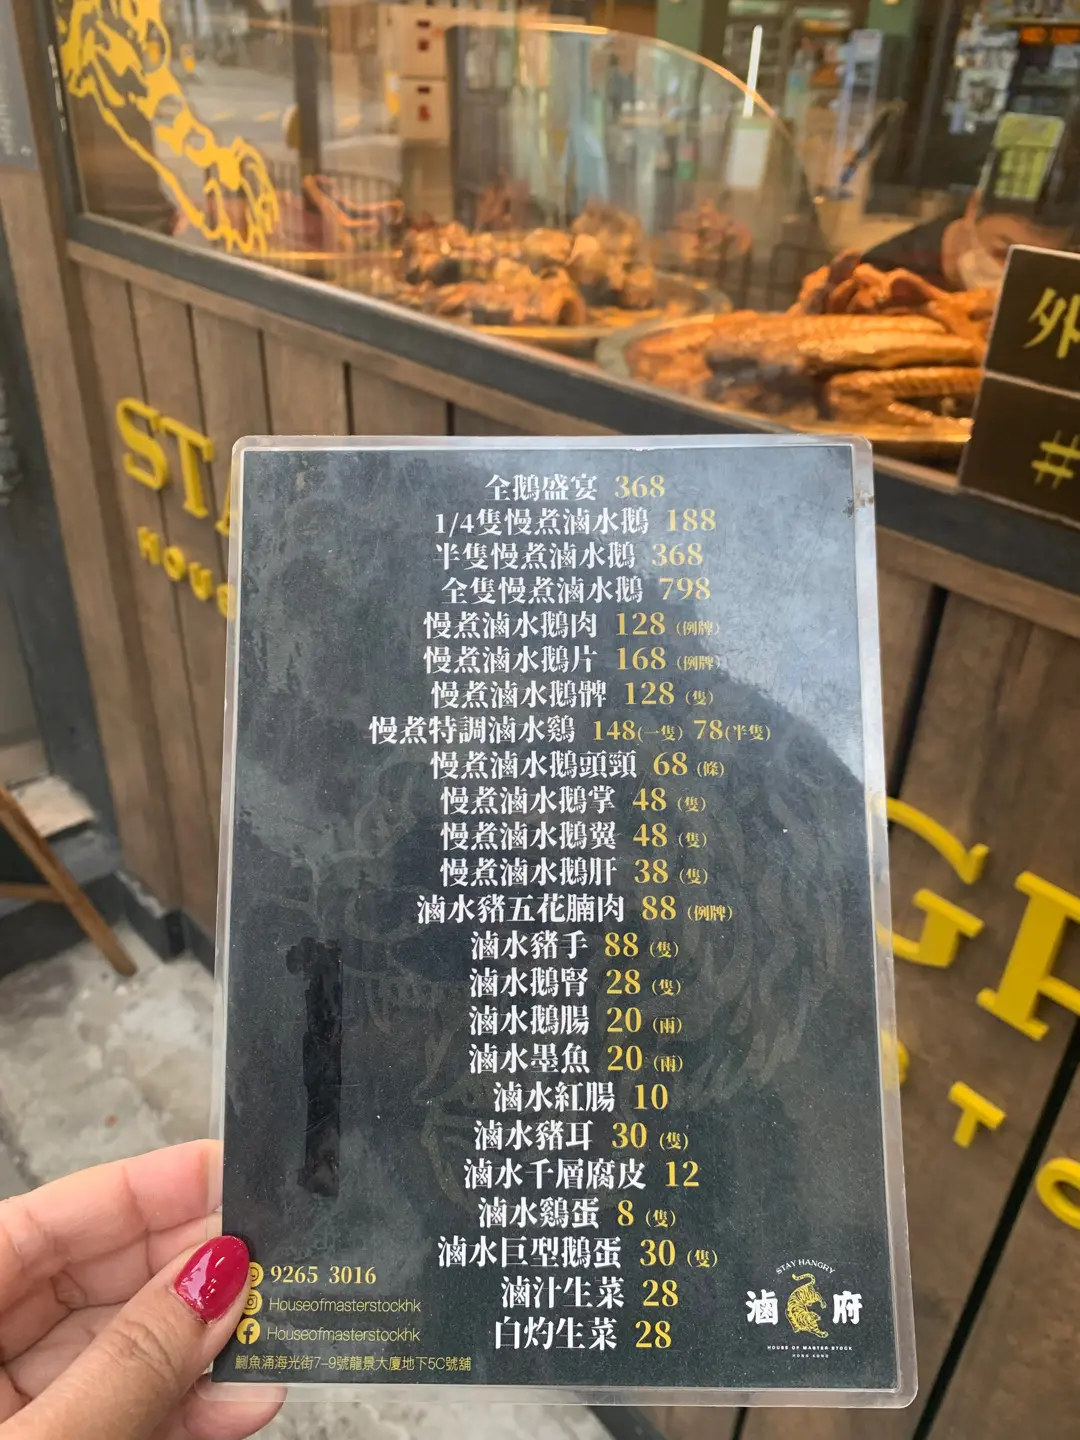 外
#
STA
HOUS
GH
全鵝盛宴 368
1/4隻慢煮滷水鵝 188
半隻慢煮滷水鵝 368
全隻慢煮滷水鵝 798
慢煮滷水鵝肉 128 (例牌)
慢煮滷水鵝片 168 (例牌)
慢煮滷水鵝髀 128 (隻)
慢煮特調滷水鷄 148(一隻) 78(半隻)
慢煮滷水鵝頭頸 68 (條)
慢煮滷水鵝掌 48 (隻)
慢煮滷水鵝翼 48 (隻)
慢煮滷水鵝肝 38 (隻)
滷水豬五花腩肉 88 (例牌)
滷水豬手 88 (隻)
滷水鵝腎 28 (隻)
滷水鵝腸 20 (兩)
滷水墨魚 20 (兩)
滷水紅腸 10
滷水豬耳 30 (隻)
滷水千層腐皮 12
滷水鷄蛋 8 (隻)
滷水巨型鵝蛋 30 (隻)
滷汁生菜 28
白灼生菜 28
9265 3016
Houseofmasterstockhk
Houseofmasterstockhk
鰂魚涌海光街7-9號龍景大廈地下5C號舖
STAY HANGRY
滷府
HOUSE OF MASTER STOCK
HONG KONG